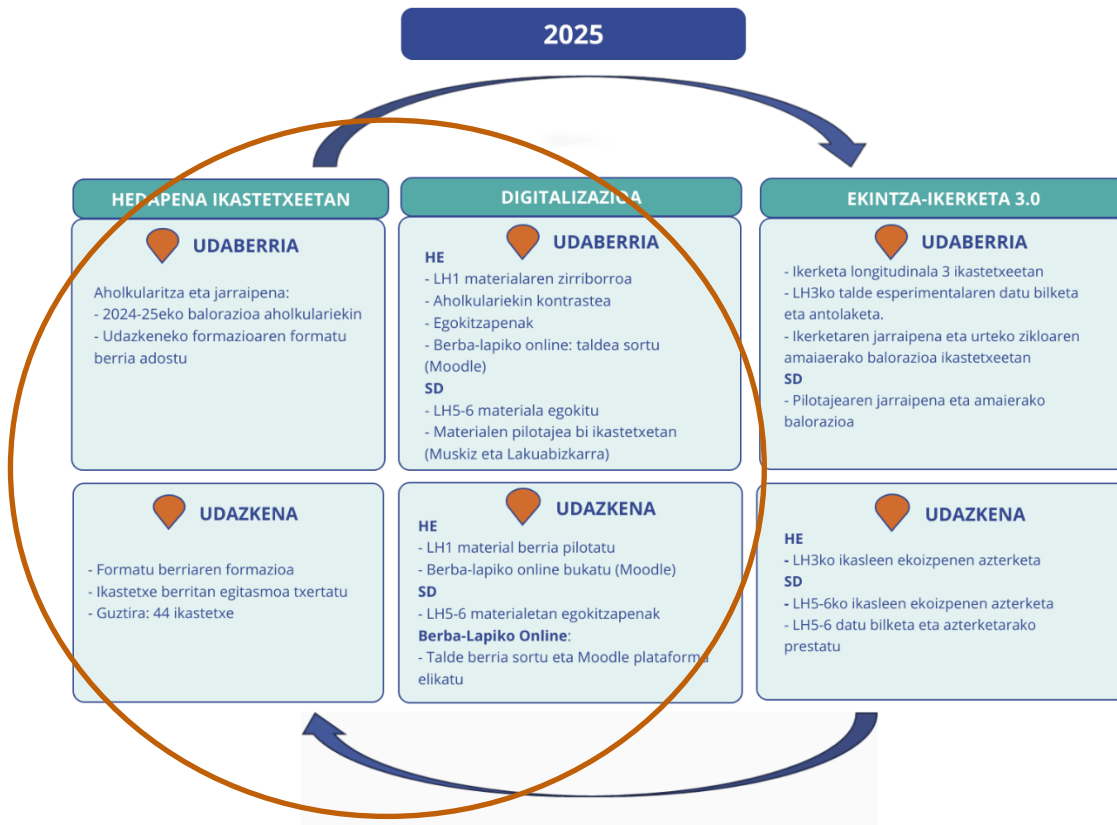 2025
HEDAPENA IKASTETXEETAN
UDABERRIA
Aholkularitza eta jarraipena:
- 2024-25eko balorazioa aholkulariekin
- Udazkeneko formazioaren formatu
berria adostu
UDAZKENA
- Formatu berriaren formazioa
- Ikastetxe berritan egitasmoa txertatu
- Guztira: 44 ikastetxe
DIGITALIZAZIOA
UDABERRIA
HE
- LH1 materialaren zirriborroa
- Aholkulariekin kontrastea
- Egokitzapenak
- Berba-lapiko online: taldea sortu
(Moodle)
SD
- LH5-6 materiala egokitu
- Materialen pilotajea bi ikastetxetan
(Muskiz eta Lakuabizkarra)
UDAZKENA
HE
- LH1 material berria pilotatu
- Berba-lapiko online bukatu (Moodle)
SD
- LH5-6 materialetan egokitzapenak
Berba-Lapiko Online:
- Talde berria sortu eta Moodle plataforma
elikatu
EKINTZA-IKERKETA 3.0
UDABERRIA
- Ikerketa longitudinala 3 ikastetxeetan
- LH3ko talde esperimentalaren datu bilketa
eta antolaketa.
- Ikerketaren jarraipena eta urteko zikloaren
amaierako balorazioa ikastetxeetan
SD
- Pilotajearen jarraipena eta amaierako
balorazioa
UDAZKENA
HE
- LH3ko ikasleen ekoizpenen azterketa
SD
- LH5-6ko ikasleen ekoizpenen azterketa
- LH5-6 datu bilketa eta azterketarako
prestatu